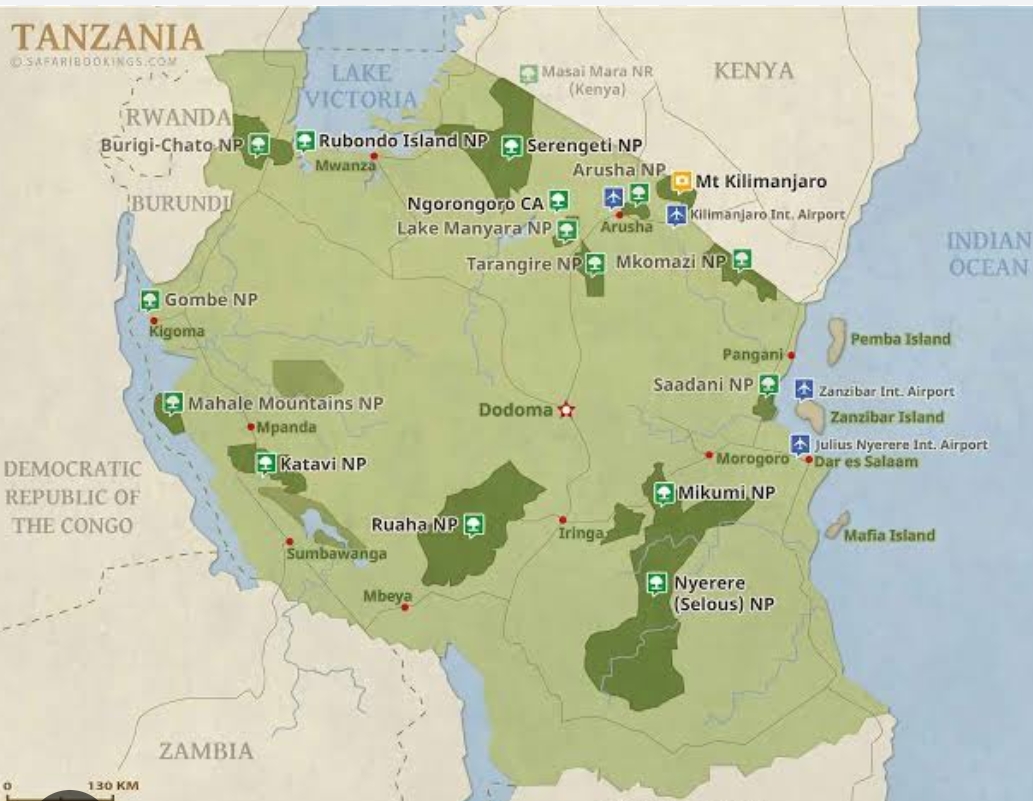 TANZANIA
© SAFARIBOOKINGS.COM
LAKE
VICTORIA
Masai Mara NR
(Kenya)
KENYA
RWANDA
Burigi-Chato NP
Rubondo Island NP
Mwanza
Serengeti NP
Arusha NP
Mt Kilimanjaro
BURUNDI
Ngorongoro CA
Kilimanjaro Int. Airport
Lake Manyara NP
Arusha
INDIAN
OCEAN
Tarangire NP
Mkomazi NP
Gombe NP
Kigoma
Pemba Island
Pangani
Saadani NP
Zanzibar Int. Airport
Mahale Mountains NP
Dodoma
Zanzibar Island
Mpanda
Julius Nyerere Int. Airport
Morogoro
Dar es Salaam
Katavi NP
DEMOCRATIC
REPUBLIC OF
THE CONGO
Mikumi NP
Ruaha NP
Iringa
Mafia Island
Sumbawanga
Nyerere
(Selous) NP
Mbeya
ZAMBIA
0 130 KM